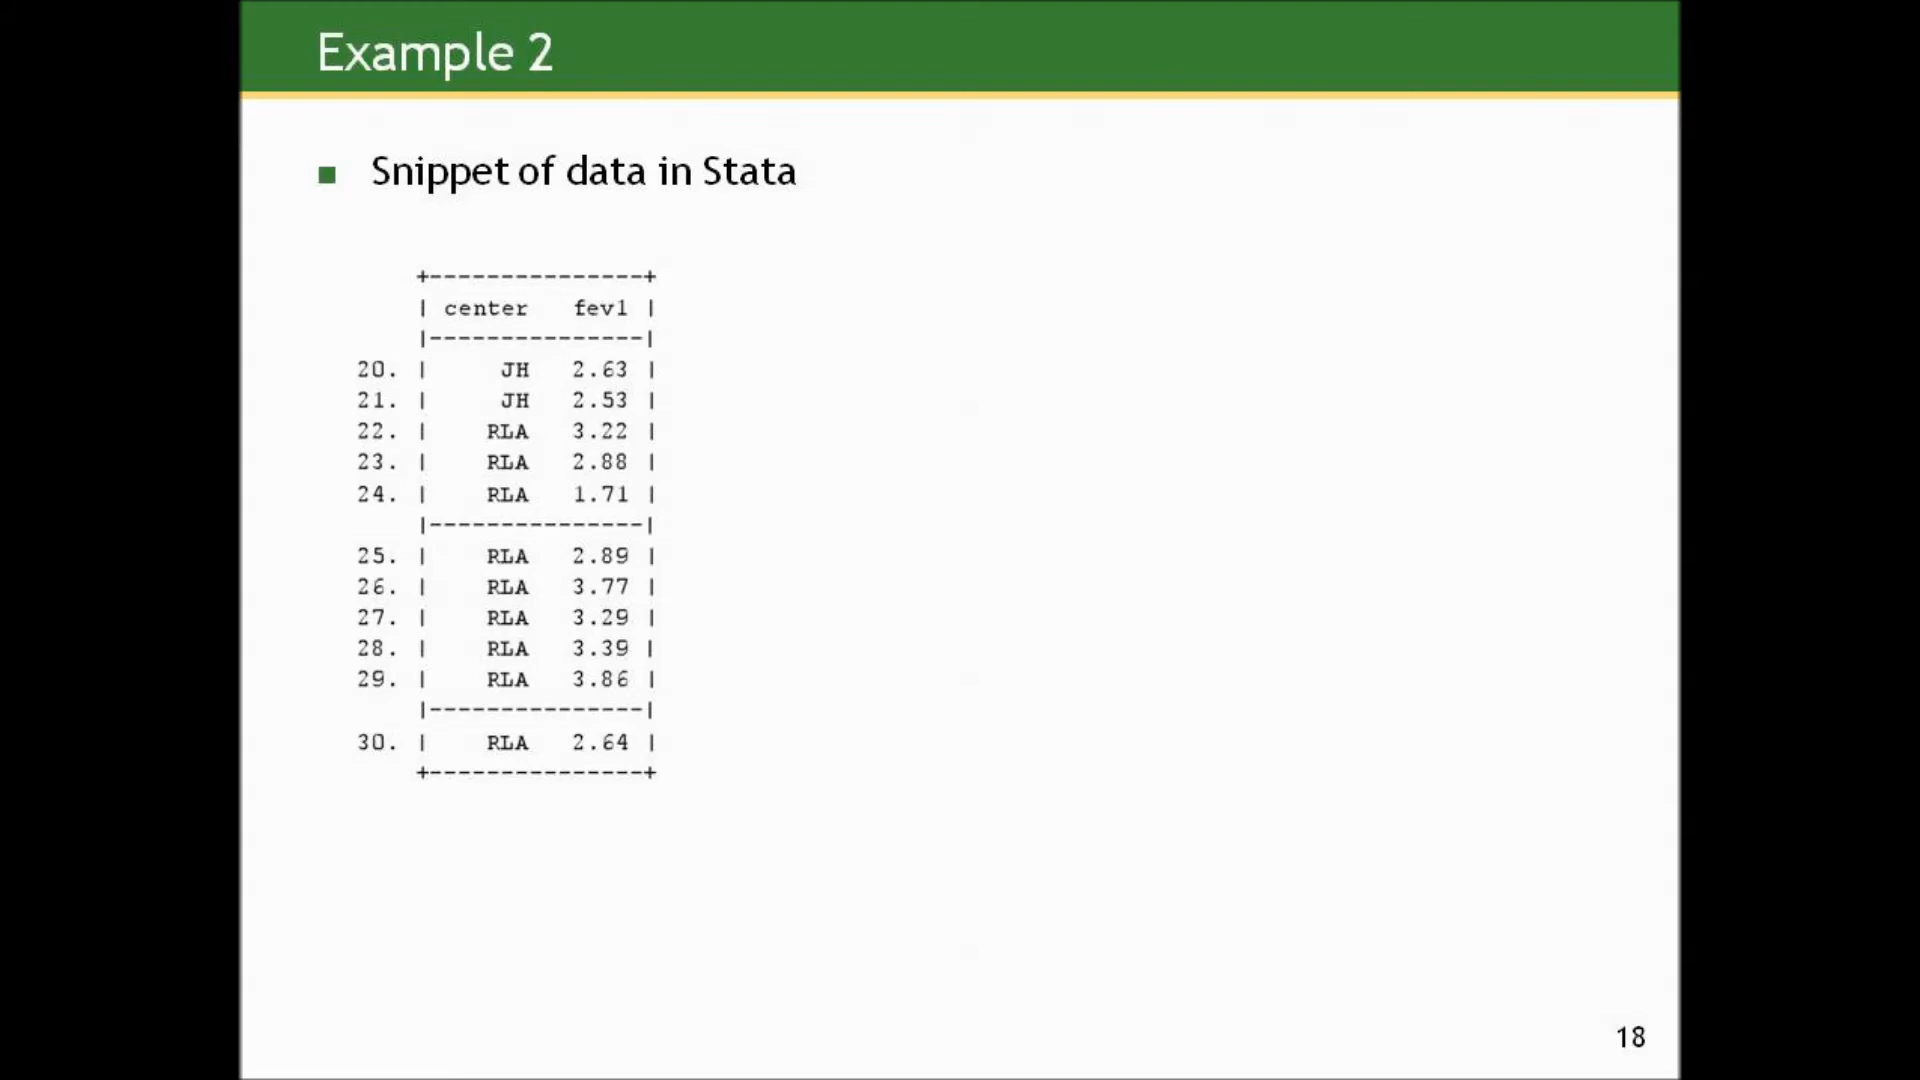 Example 2
Snippet of data in Stata
+---------------+
| center   fev1 |
|---------------|
20. |     JH   2.63 |
21. |     JH   2.53 |
22. |    RLA   3.22 |
23. |    RLA   2.88 |
24. |    RLA   1.71 |
|---------------|
25. |    RLA   2.89 |
26. |    RLA   3.77 |
27. |    RLA   3.29 |
28. |    RLA   3.39 |
29. |    RLA   3.86 |
|---------------|
30. |    RLA   2.64 |
+---------------+
18